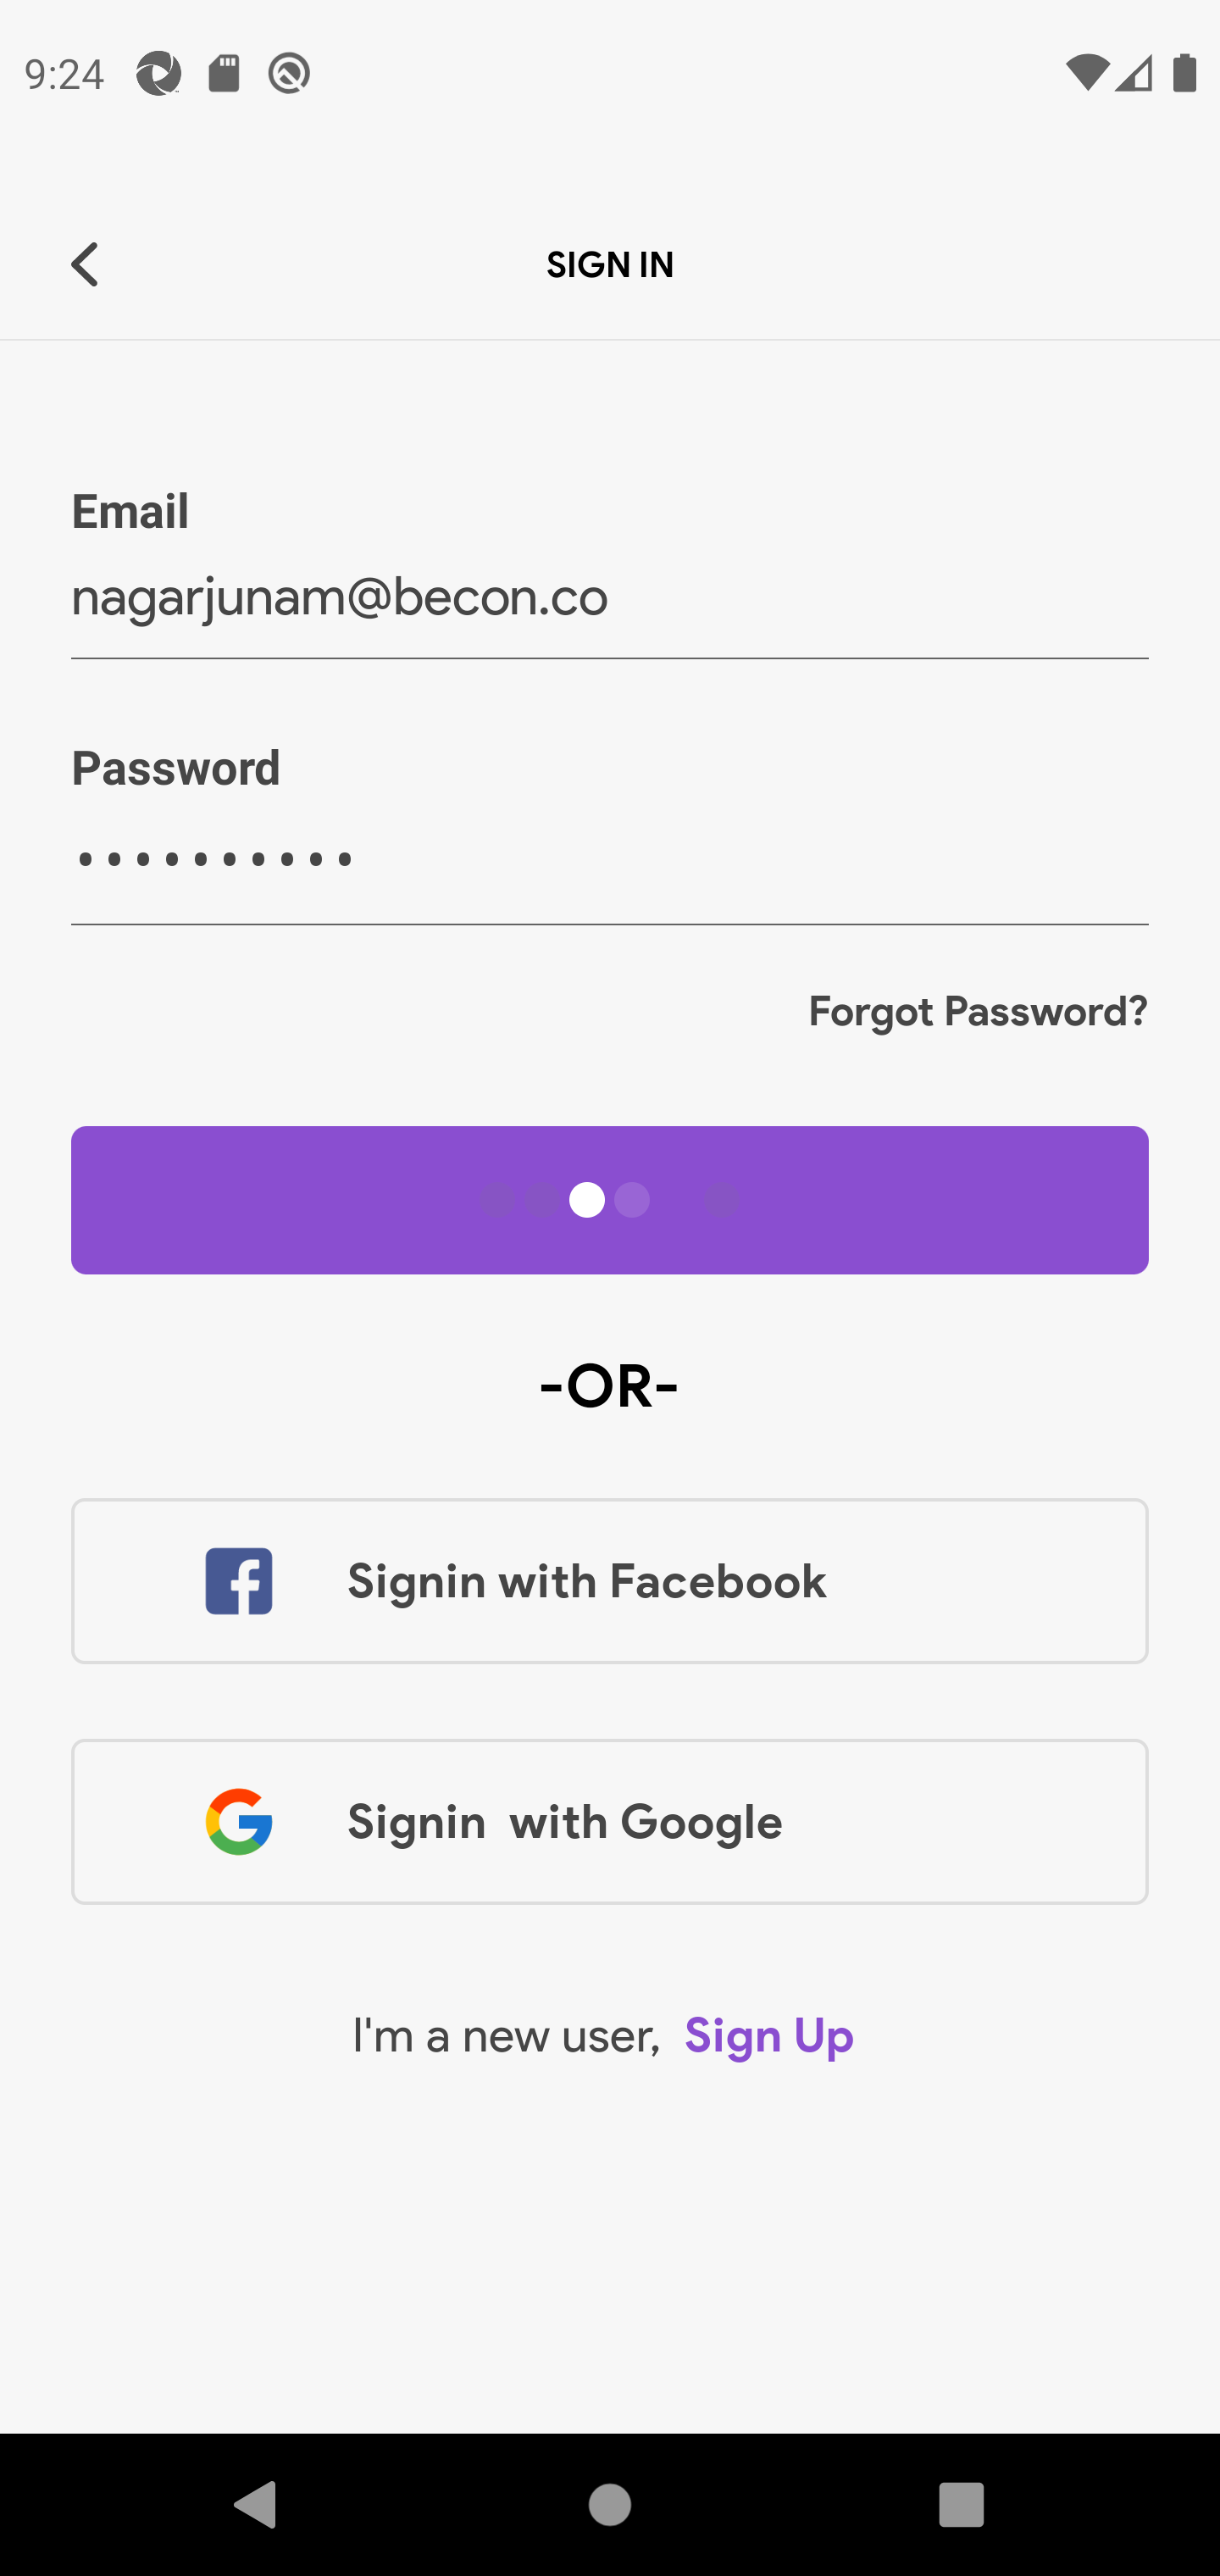 9:24
SIGN IN
Email
nagarjunam@becon.co
Password
••••••••••
Forgot Password?
-OR-
Signin with Facebook
Signin  with Google
I'm a new user,  Sign Up